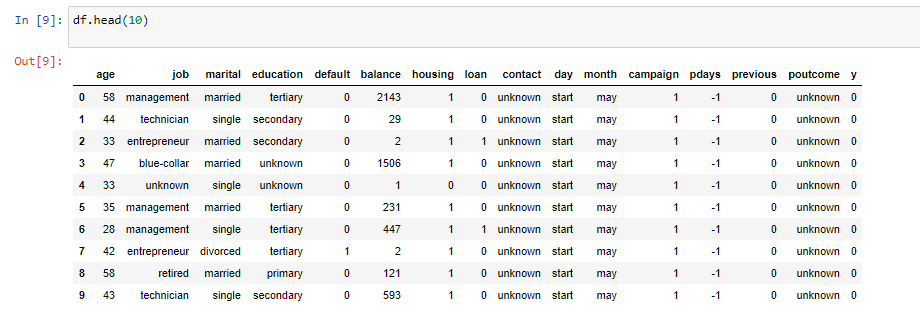 In [9]: df.head(10)
Out[9]:
age job marital education default balance housing loan contact day month campaign pdays previous poutcome y
0 58 management married tertiary 0 2143 1 0 unknown start may 1 -1 0 unknown 0
1 44 technician single secondary 0 29 1 0 unknown start may 1 -1 0 unknown 0
2 33 entrepreneur married secondary 0 2 1 1 unknown start may 1 -1 0 unknown 0
3 47 blue-collar married unknown 0 1506 1 0 unknown start may 1 -1 0 unknown 0
4 33 unknown single unknown 0 1 0 0 unknown start may 1 -1 0 unknown 0
5 35 management married tertiary 0 231 1 0 unknown start may 1 -1 0 unknown 0
6 28 management single tertiary 0 447 1 1 unknown start may 1 -1 0 unknown 0
7 42 entrepreneur divorced tertiary 1 2 1 0 unknown start may 1 -1 0 unknown 0
8 58 retired married primary 0 121 1 0 unknown start may 1 -1 0 unknown 0
9 43 technician single secondary 0 593 1 0 unknown start may 1 -1 0 unknown 0